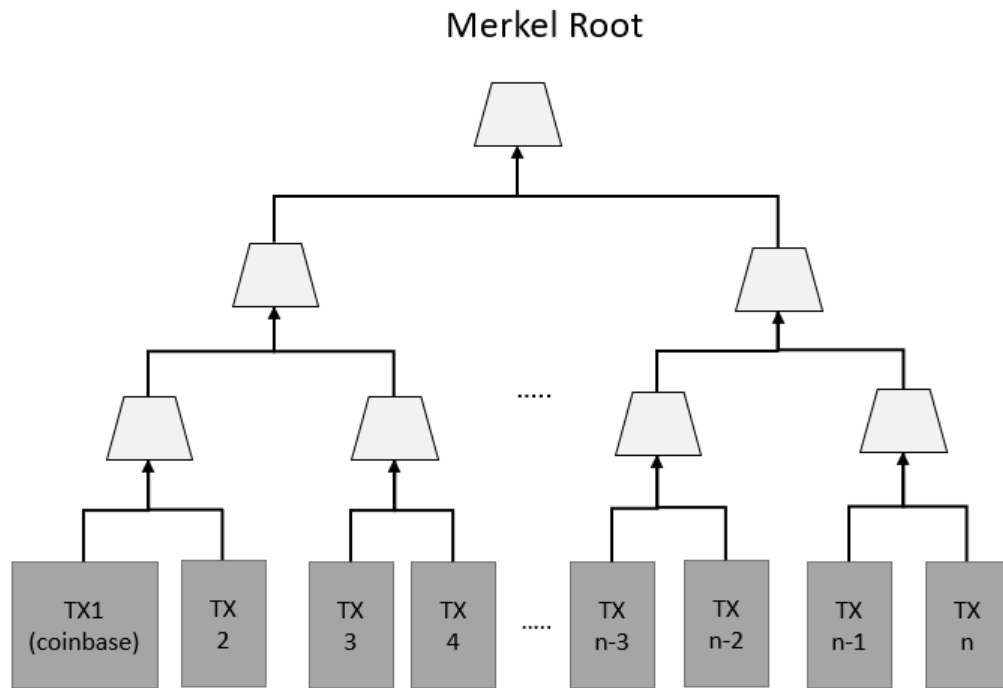 Merkel Root
.....
TX1
(coinbase)
TX
2
TX
3
TX
4
.....
TX
n-3
TX
n-2
TX
n-1
TX
n